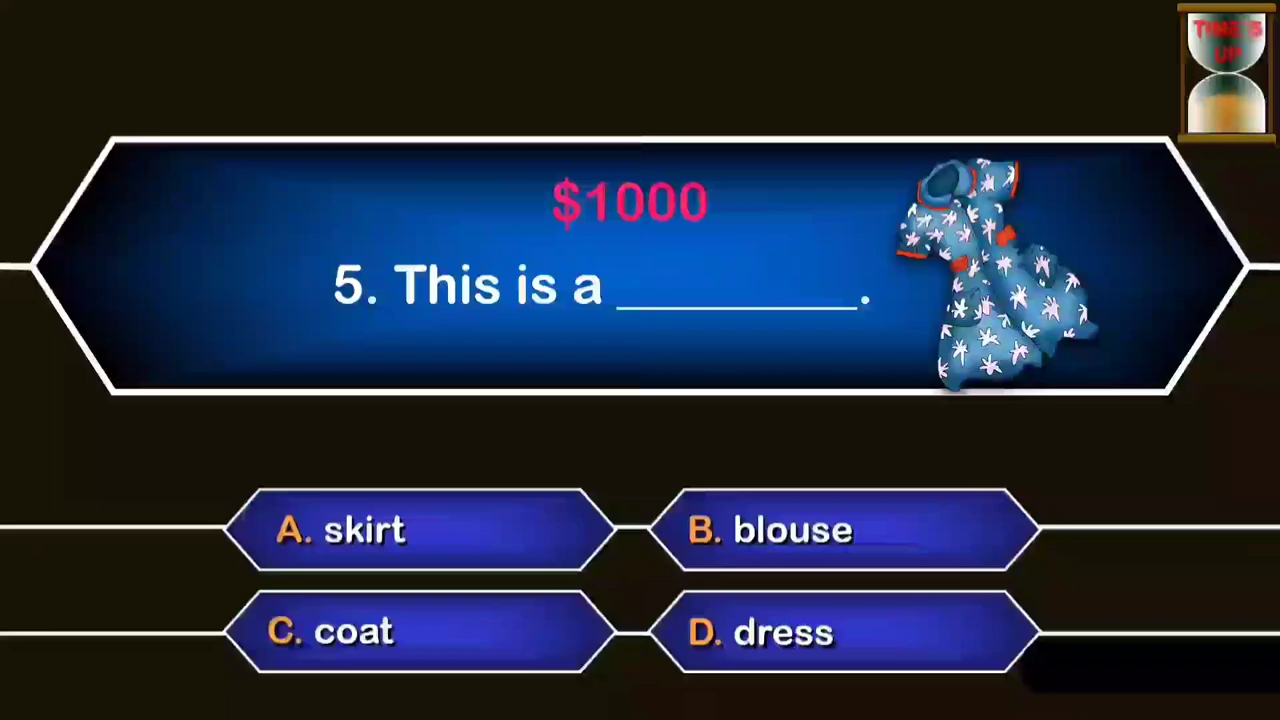 TIME'S
UP
$1000
5. This is a __________.
A. skirt
B. blouse
C. coat
D. dress